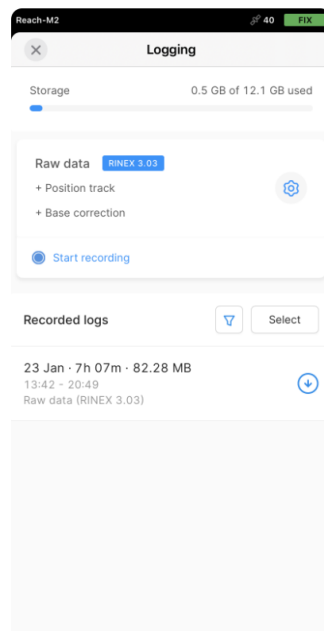 Reach-M2 40 FIX
Logging
Storage 0.5 GB of 12.1 GB used
Raw data RINEX 3.03
+ Position track
+ Base correction
Start recording
Recorded logs Select
23 Jan · 7h 07m · 82.28 MB
13:42 - 20:49
Raw data (RINEX 3.03)